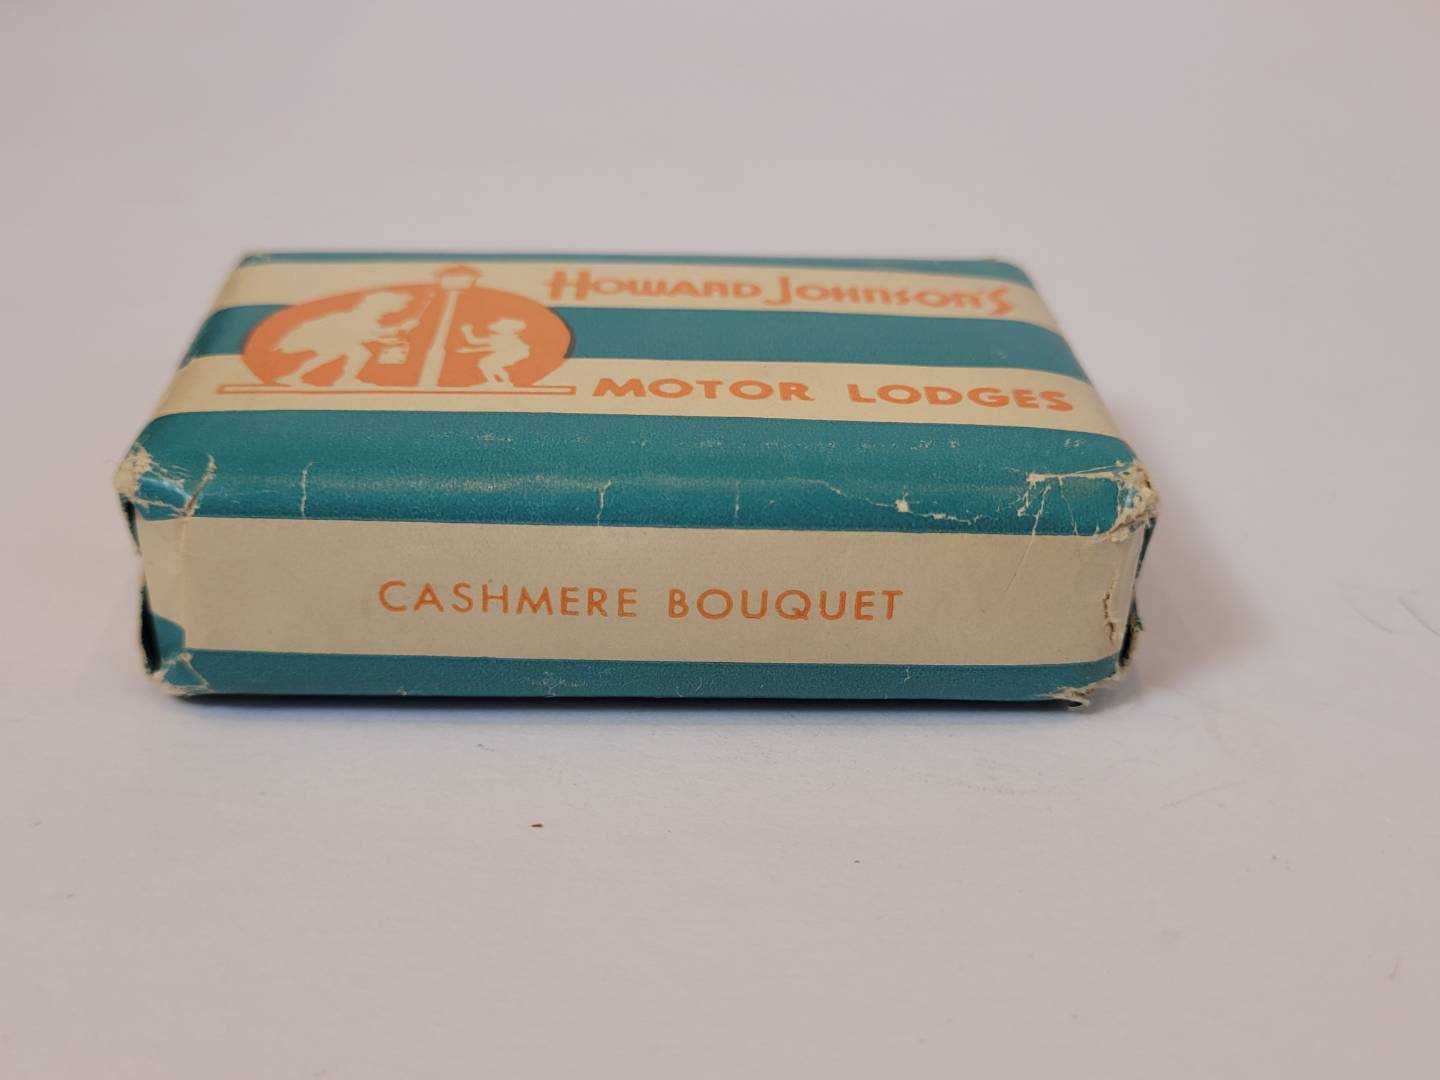 Howard Johnson's
MOTOR LODGES
CASHMERE BOUQUET